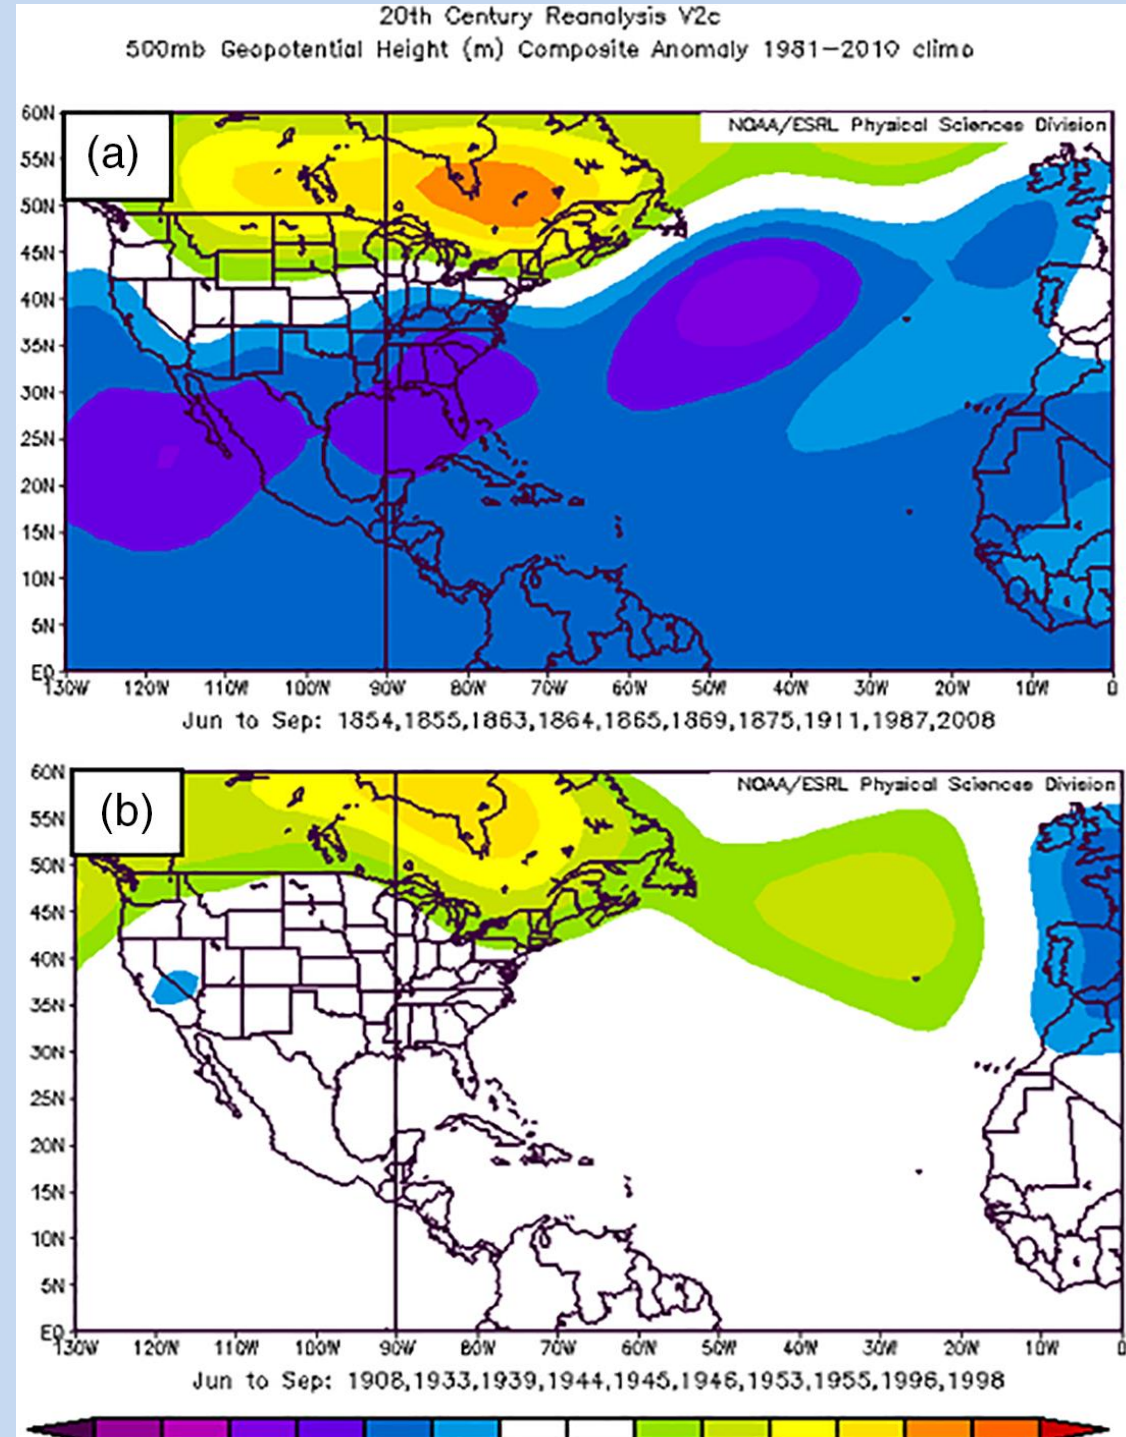 20th Century Reanalysis V2c
500mb Geopotential Height (m) Composite Anomaly 1981-2010 climo
60N
55N
50N
45N
40N
35N
30N
25N
20N
15N
10N
5N
EQ
(a)
NOAA/ESRL Physical Sciences Division
130W 120W 110W 100W 90W 80W 70W 60W 50W 40W 30W 20W 10W 0
Jun to Sep: 1854,1855,1863,1864,1865,1869,1875,1911,1987,2008
60N
55N
50N
45N
40N
35N
30N
25N
20N
15N
10N
5N
EQ
(b)
NOAA/ESRL Physical Sciences Division
130W 120W 110W 100W 90W 80W 70W 60W 50W 40W 30W 20W 10W 0
Jun to Sep: 1908,1933,1939,1944,1945,1946,1953,1955,1996,1998